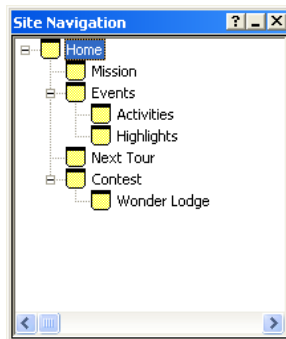 Site Navigation
Home
Mission
Events
Activities
Highlights
Next Tour
Contest
Wonder Lodge